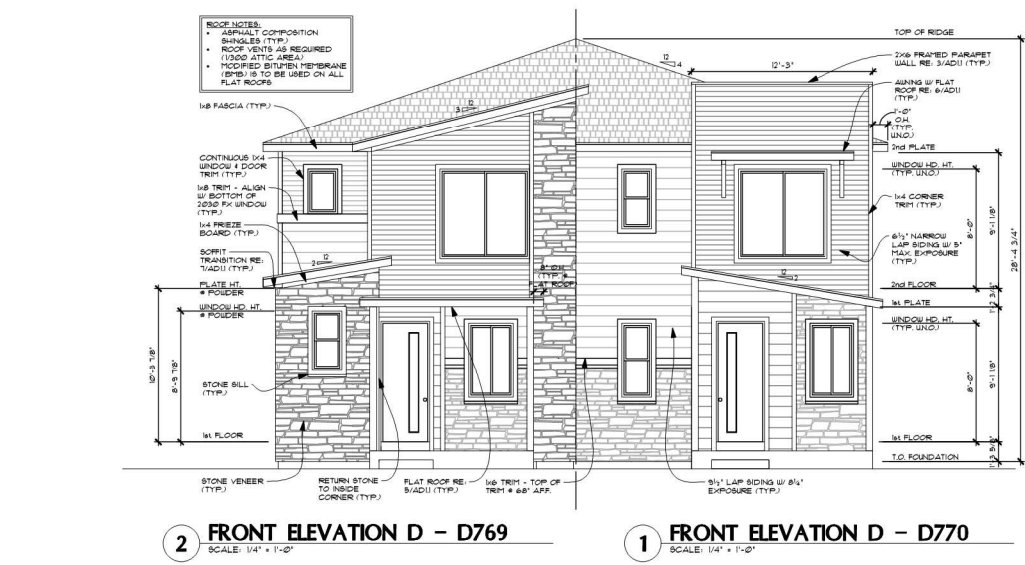 ROOF NOTES:
• ASPHALT COMPOSITION
SHINGLES (TYP.)
• ROOF VENTS AS REQUIRED
(1/300 ATTIC AREA)
• MODIFIED BITUMEN MEMBRANE
(BMB) IS TO BE USED ON ALL
FLAT ROOFS
1x8 FASCIA (TYP.)
CONTINUOUS 1x4
WINDOW & DOOR
TRIM (TYP.)
1x8 TRIM - ALIGN
W/ BOTTOM OF
2030 FX WINDOW
(TYP.)
1x4 FRIEZE
BOARD (TYP.)
SOFFIT
TRANSITION RE:
7/AD1.1 (TYP.)
PLATE HT.
@ POWDER
WINDOW HD. HT.
@ POWDER
10'-3 7/8"
8'-9 7/8"
STONE SILL
(TYP.)
1st FLOOR
STONE VENEER
(TYP.)
RETURN STONE
TO INSIDE
CORNER (TYP.)
FLAT ROOF RE:
5/AD1.1 (TYP.)
1x6 TRIM - TOP OF
TRIM @ 68" A.F.F.
9½" LAP SIDING W/ 8¼"
EXPOSURE (TYP.)
12
3
12
2
8" O.H.
(TYP. @
FLAT ROOF)
12
4
12'-3"
12
2
TOP OF RIDGE
2X6 FRAMED PARAPET
WALL RE: 3/AD1.1 (TYP.)
AWNING W/ FLAT
ROOF RE: 6/AD1.1
(TYP.)
1'-0"
O.H.
(TYP.
U.N.O.)
2nd PLATE
WINDOW HD. HT.
(TYP. U.N.O.)
1x4 CORNER
TRIM (TYP.)
6½" NARROW
LAP SIDING W/ 5"
MAX. EXPOSURE
(TYP.)
2nd FLOOR
1st PLATE
WINDOW HD. HT.
(TYP. U.N.O.)
1st FLOOR
T.O. FOUNDATION
8'-0"
9'-1 1/8"
28'-4 3/4"
8'-0"
9'-1 1/8"
2 FRONT ELEVATION D - D769
SCALE: 1/4" = 1'-0"
1 FRONT ELEVATION D - D770
SCALE: 1/4" = 1'-0"